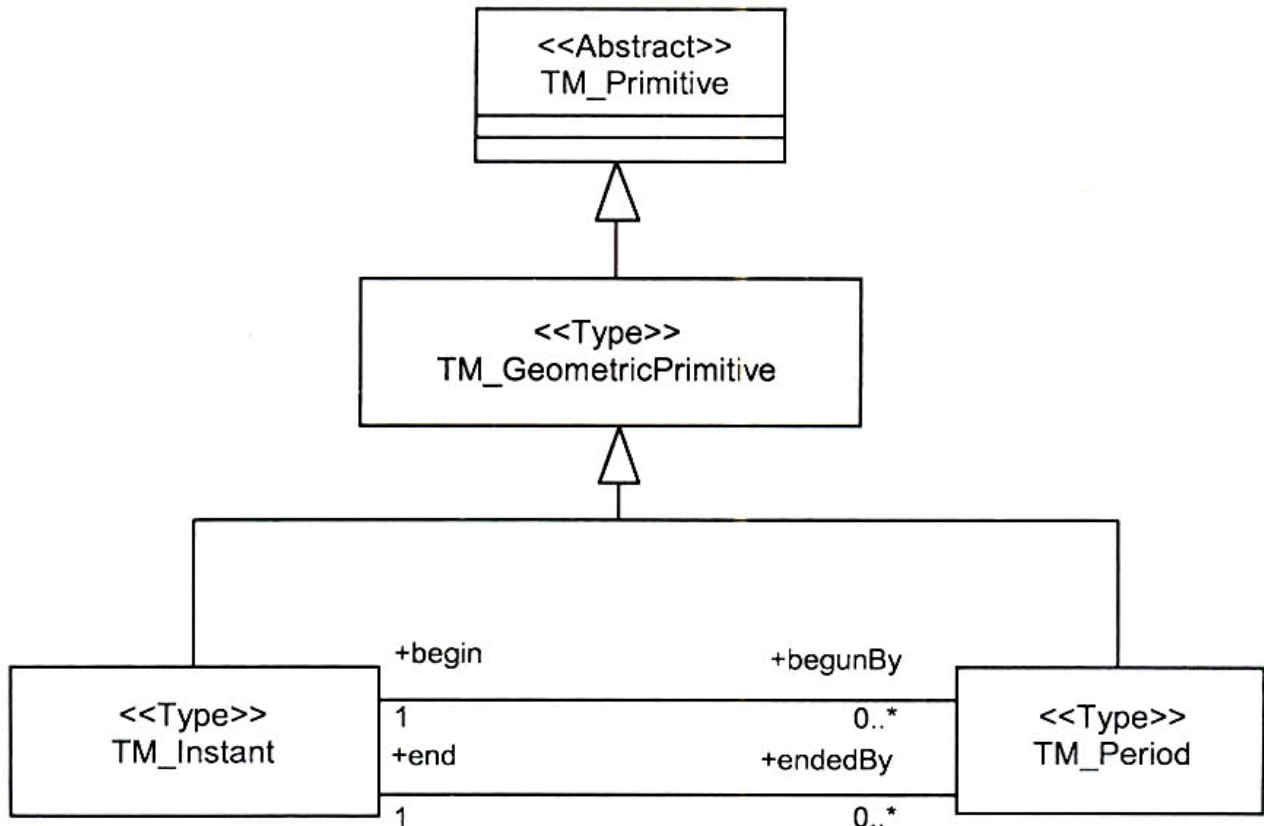 <<Abstract>>
TM_Primitive
<<Type>>
TM_GeometricPrimitive
+begin
+begunBy
<<Type>>
TM_Instant
1
0..*
<<Type>>
TM_Period
+end
+endedBy
1
0..*